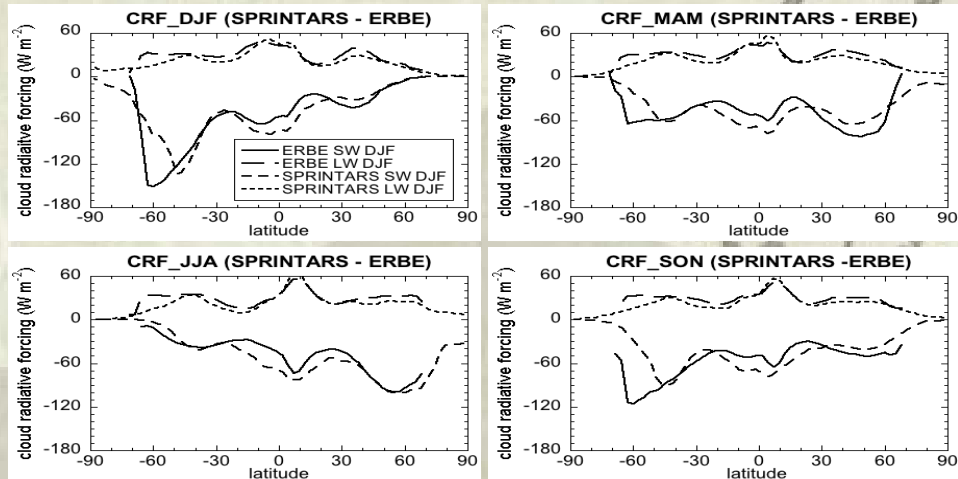 CRF_DJF (SPRINTARS - ERBE)
cloud radiaitive forcing (W m-2)
60
0
-60
-120
-180
ERBE SW DJF
ERBE LW DJF
SPRINTARS SW DJF
SPRINTARS LW DJF
-90 -60 -30 0 30 60 90
latitude
CRF_MAM (SPRINTARS - ERBE)
cloud radiative forcing (W m-2)
60
0
-60
-120
-180
-90 -60 -30 0 30 60 90
latitude
CRF_JJA (SPRINTARS - ERBE)
cloud radiative forcing (W m-2)
60
0
-60
-120
-180
-90 -60 -30 0 30 60 90
latitude
CRF_SON (SPRINTARS -ERBE)
cloud radiative forcing (W m-2)
60
0
-60
-120
-180
-90 -60 -30 0 30 60 90
latitude